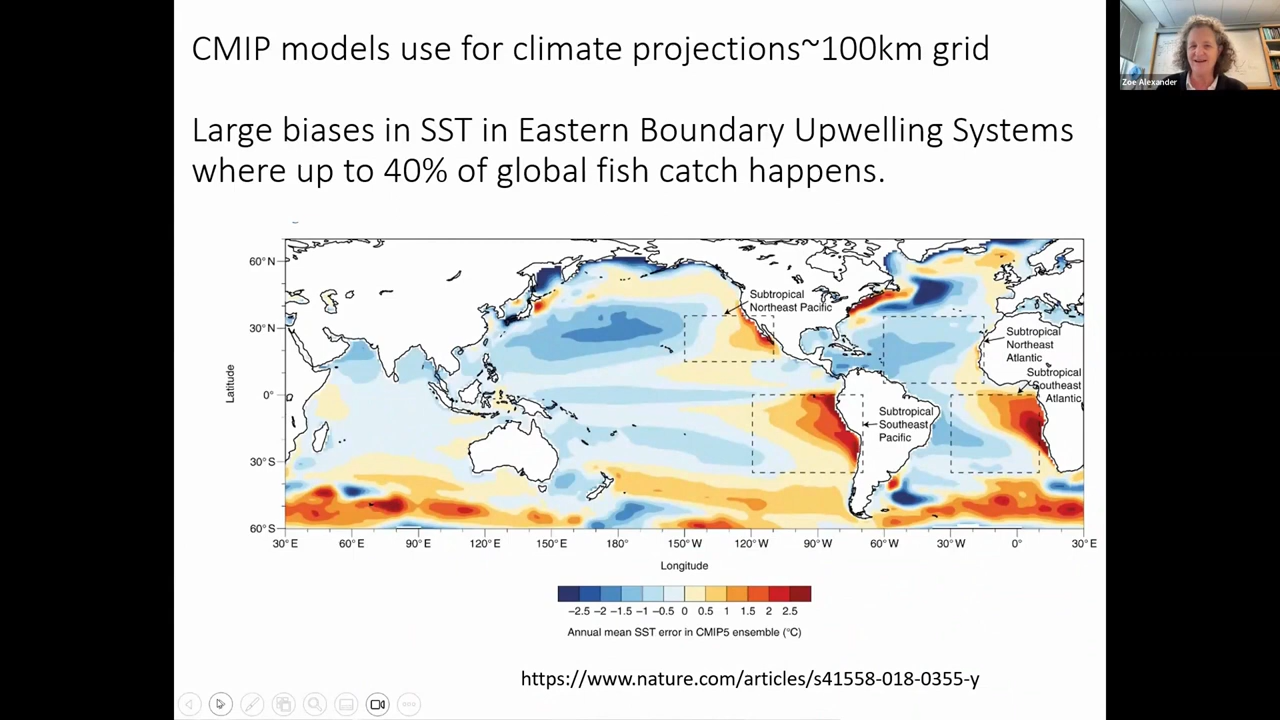 CMIP models use for climate projections~100km grid
Large biases in SST in Eastern Boundary Upwelling Systems
where up to 40% of global fish catch happens.
Zoe Alexander
60° N
30° N
0°
30° S
60° S
Latitude
Subtropical
Northeast Pacific
Subtropical
Northeast
Atlantic
Subtropical
Southeast
Atlantic
Subtropical
Southeast
Pacific
30° E 60° E 90° E 120° E 150° E 180° 150° W 120° W 90° W 60° W 30° W 0° 30° E
Longitude
−2.5 −2 −1.5 −1 −0.5 0 0.5 1 1.5 2 2.5
Annual mean SST error in CMIP5 ensemble (°C)
https://www.nature.com/articles/s41558-018-0355-y